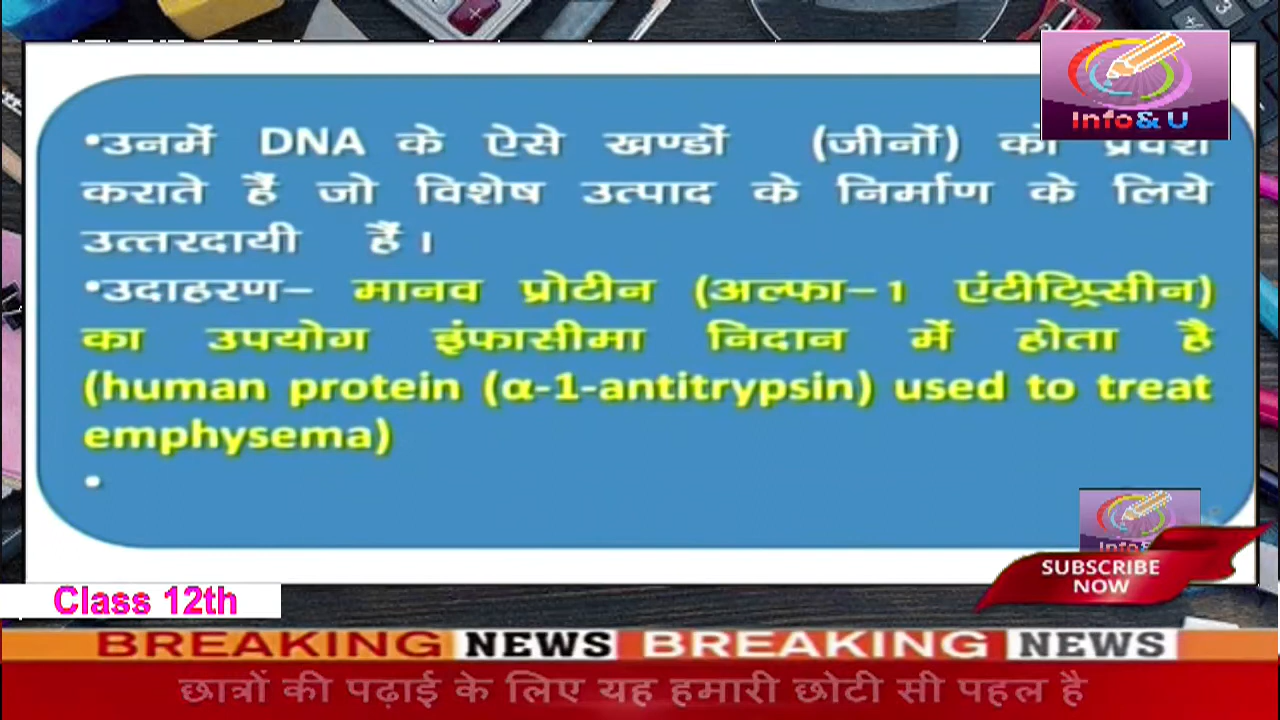 •उनमें DNA के ऐसे खण्डों (जीनों) को प्रवेश
कराते हैं जो विशेष उत्पाद के निर्माण के लिये
उत्तरदायी हैं ।
•उदाहरण– मानव प्रोटीन (अल्फा–1 एंटीट्रिप्सीन)
का उपयोग इंफासीमा निदान में होता है
(human protein (α-1-antitrypsin) used to treat
emphysema)
•
Info&U
Info&
SUBSCRIBE
NOW
Class 12th
BREAKING NEWS BREAKING NEWS
छात्रों की पढ़ाई के लिए यह हमारी छोटी सी पहल है